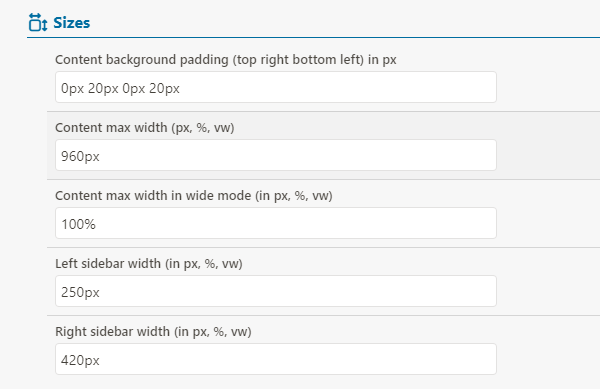 Sizes
Content background padding (top right bottom left) in px
0px 20px 0px 20px
Content max width (px, %, vw)
960px
Content max width in wide mode (in px, %, vw)
100%
Left sidebar width (in px, %, vw)
250px
Right sidebar width (in px, %, vw)
420px